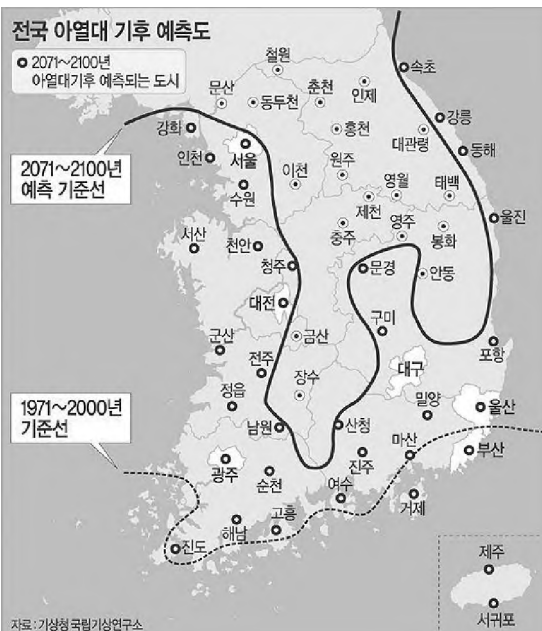 전국 아열대 기후 예측도
2071~2100년
아열대기후 예측되는 도시
철원
속초
문산
동두천
춘천
인제
강화
강릉
홍천
대관령
동해
인천
서울
2071~2100년
예측 기준선
이천
원주
영월
태백
수원
제천
울진
서산
천안
충주
영주
봉화
청주
문경
안동
대전
구미
군산
금산
포항
전주
대구
장수
정읍
1971~2000년
기준선
밀양
울산
남원
산청
마산
부산
광주
순천
진주
여수
거제
고흥
해남
진도
제주
서귀포
자료 : 기상청 국립기상연구소